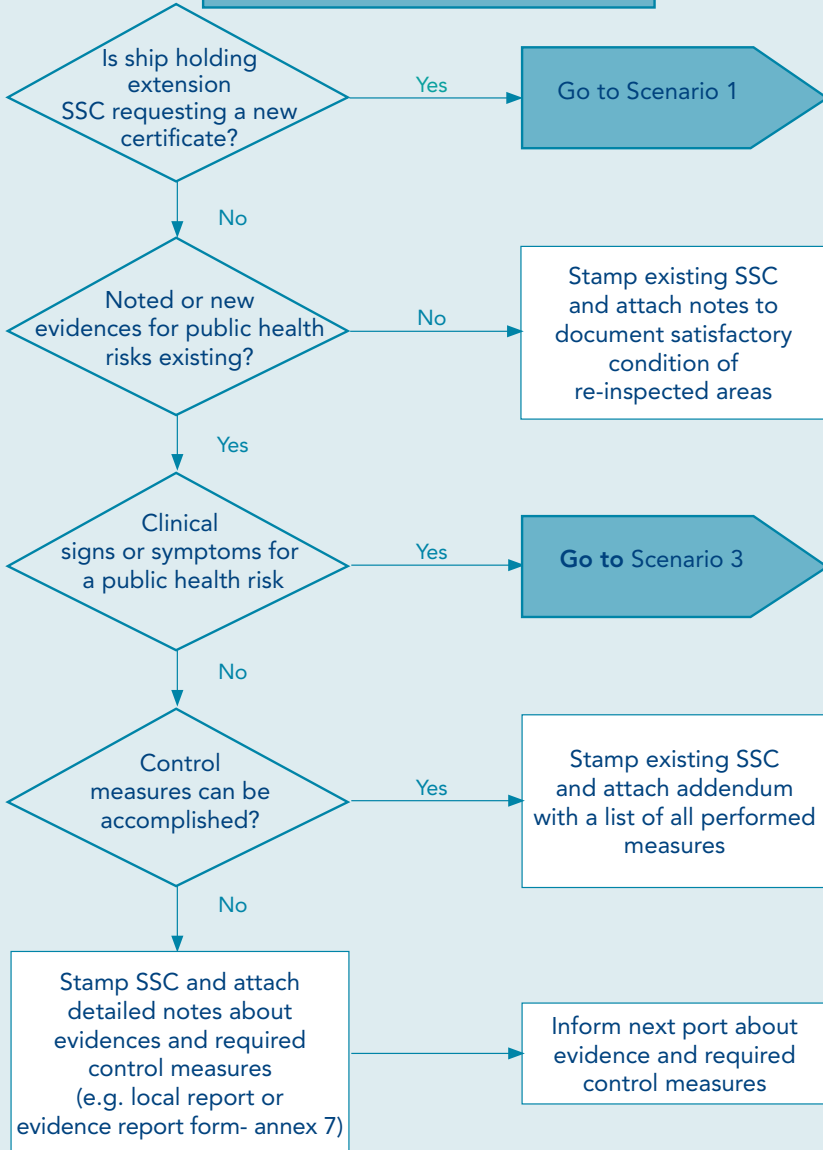 Is ship holding
extension
SSC requesting a new
certificate?
Yes
Go to Scenario 1
No
Noted or new
evidences for public health
risks existing?
No
Stamp existing SSC
and attach notes to
document satisfactory
condition of
re-inspected areas
Yes
Clinical
signs or symptoms for
a public health risk
Yes
Go to Scenario 3
No
Control
measures can be
accomplished?
Yes
Stamp existing SSC
and attach addendum
with a list of all performed
measures
No
Stamp SSC and attach
detailed notes about
evidences and required
control measures
(e.g. local report or
evidence report form- annex 7)
Inform next port about
evidence and required
control measures